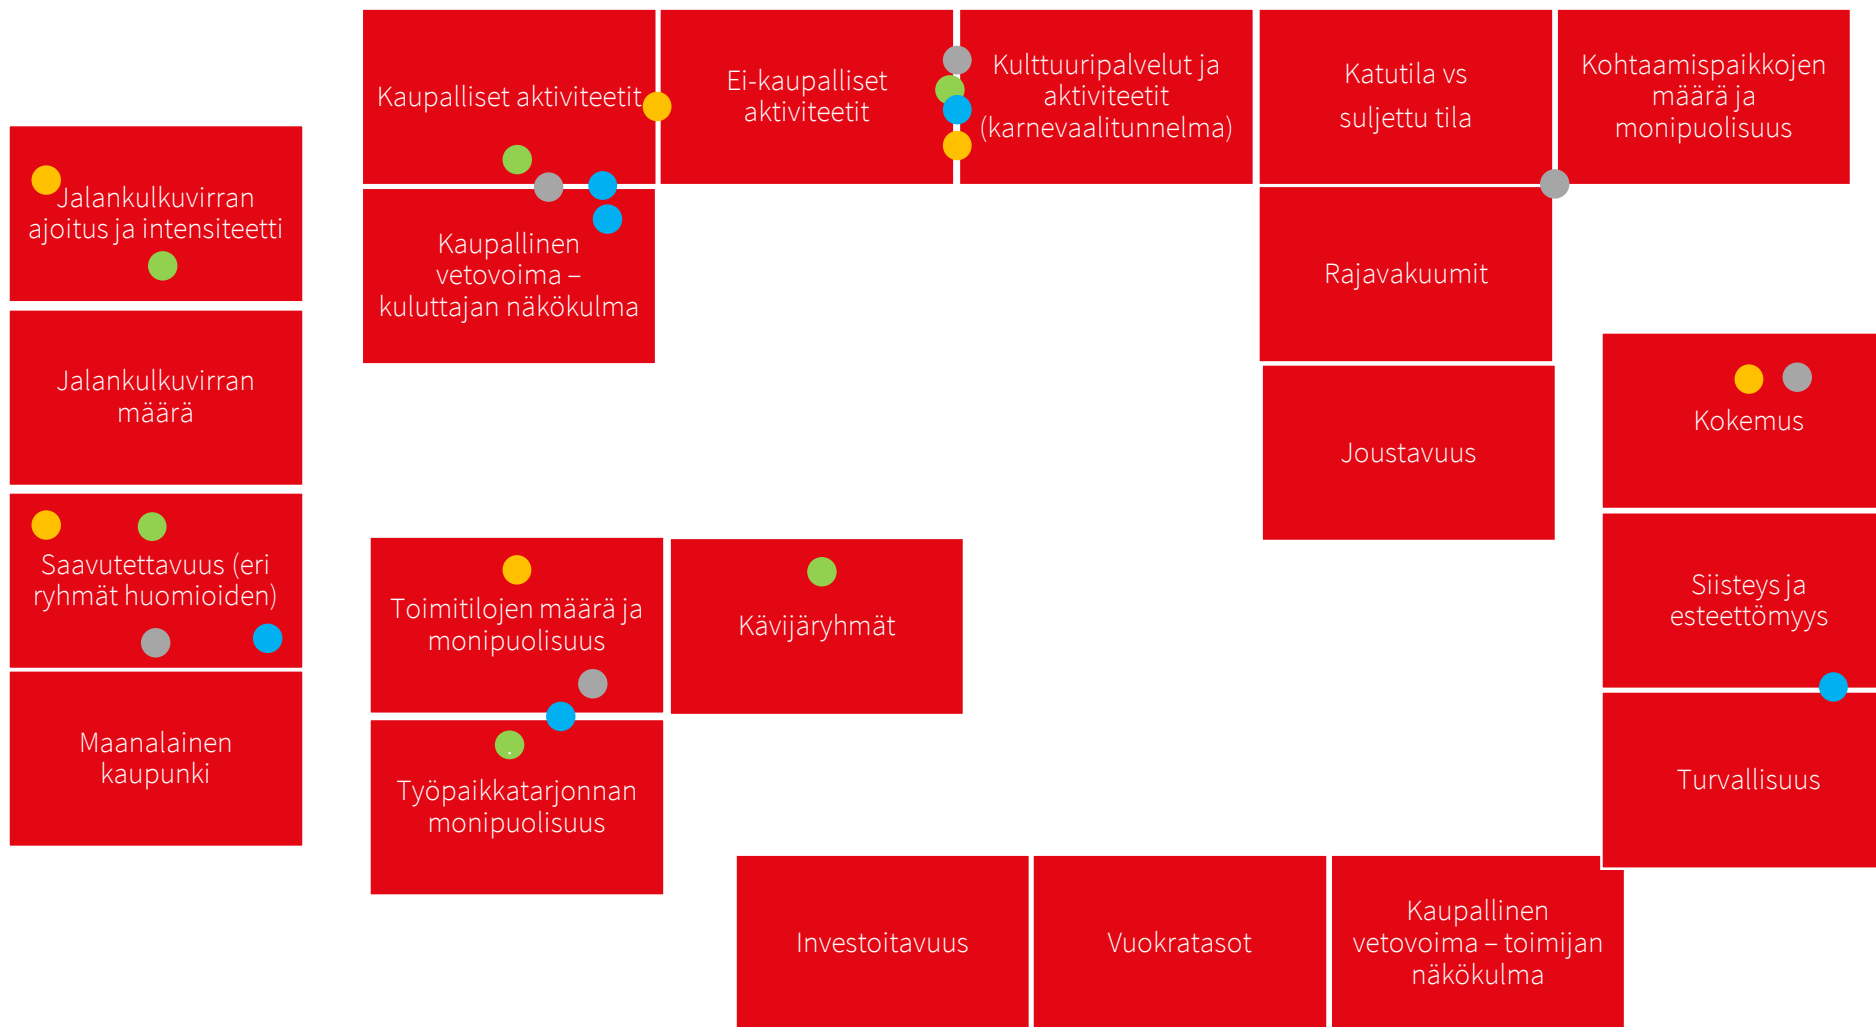 Kaupalliset aktiviteetit
Ei-kaupalliset
aktiviteetit
Kulttuuripalvelut ja
aktiviteetit
(karnevaalitunnelma)
Katutila vs
suljettu tila
Kohtaamispaikkojen
määrä ja
monipuolisuus
Jalankulkuvirran
ajoitus ja intensiteetti
Kaupallinen
vetovoima –
kuluttajan näkökulma
Rajavakuumit
Jalankulkuvirran
määrä
Joustavuus
Kokemus
Saavutettavuus (eri
ryhmät huomioiden)
Toimitilojen määrä ja
monipuolisuus
Kävijäryhmät
Siisteys ja
esteettömyys
Maanalainen
kaupunki
.
Työpaikkatarjonnan
monipuolisuus
Turvallisuus
Investoitavuus
Vuokratasot
Kaupallinen
vetovoima – toimijan
näkökulma